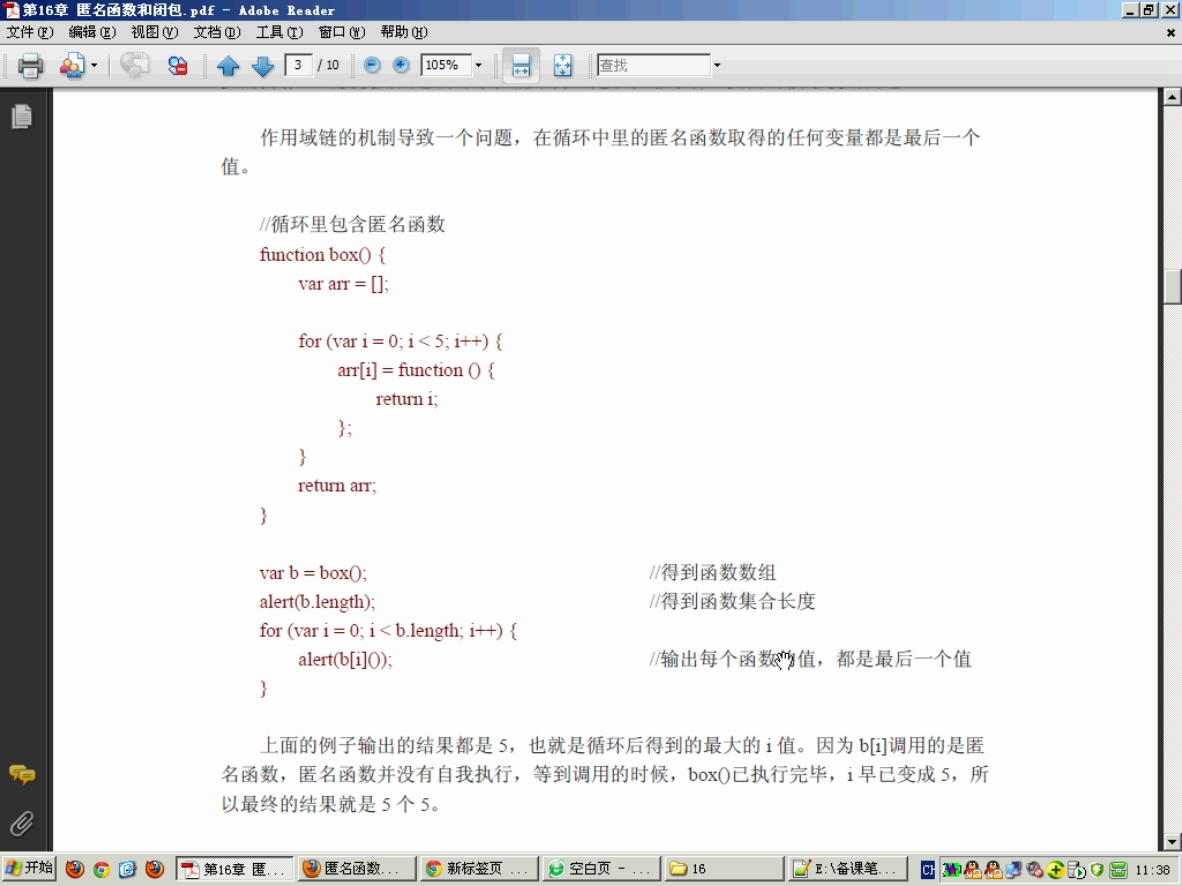 第16章 匿名函数和闭包.pdf - Adobe Reader
文件(F) 编辑(E) 视图(V) 文档(D) 工具(T) 窗口(W) 帮助(H)
3 / 10 105% 查找
作用域链的机制导致一个问题，在循环中里的匿名函数取得的任何变量都是最后一个
值。
//循环里包含匿名函数
function box() {
var arr = [];
for (var i = 0; i < 5; i++) {
arr[i] = function () {
return i;
};
}
return arr;
}
var b = box(); //得到函数数组
alert(b.length); //得到函数集合长度
for (var i = 0; i < b.length; i++) {
alert(b[i]()); //输出每个函数值，都是最后一个值
}
上面的例子输出的结果都是 5，也就是循环后得到的最大的 i 值。因为 b[i]调用的是匿
名函数，匿名函数并没有自我执行，等到调用的时候，box()已执行完毕，i 早已变成 5，所
以最终的结果就是 5 个 5。
开始 第16章 匿... 匿名函数... 新标签页 ... 空白页 - ... 16 E:\备课笔... CH 11:38